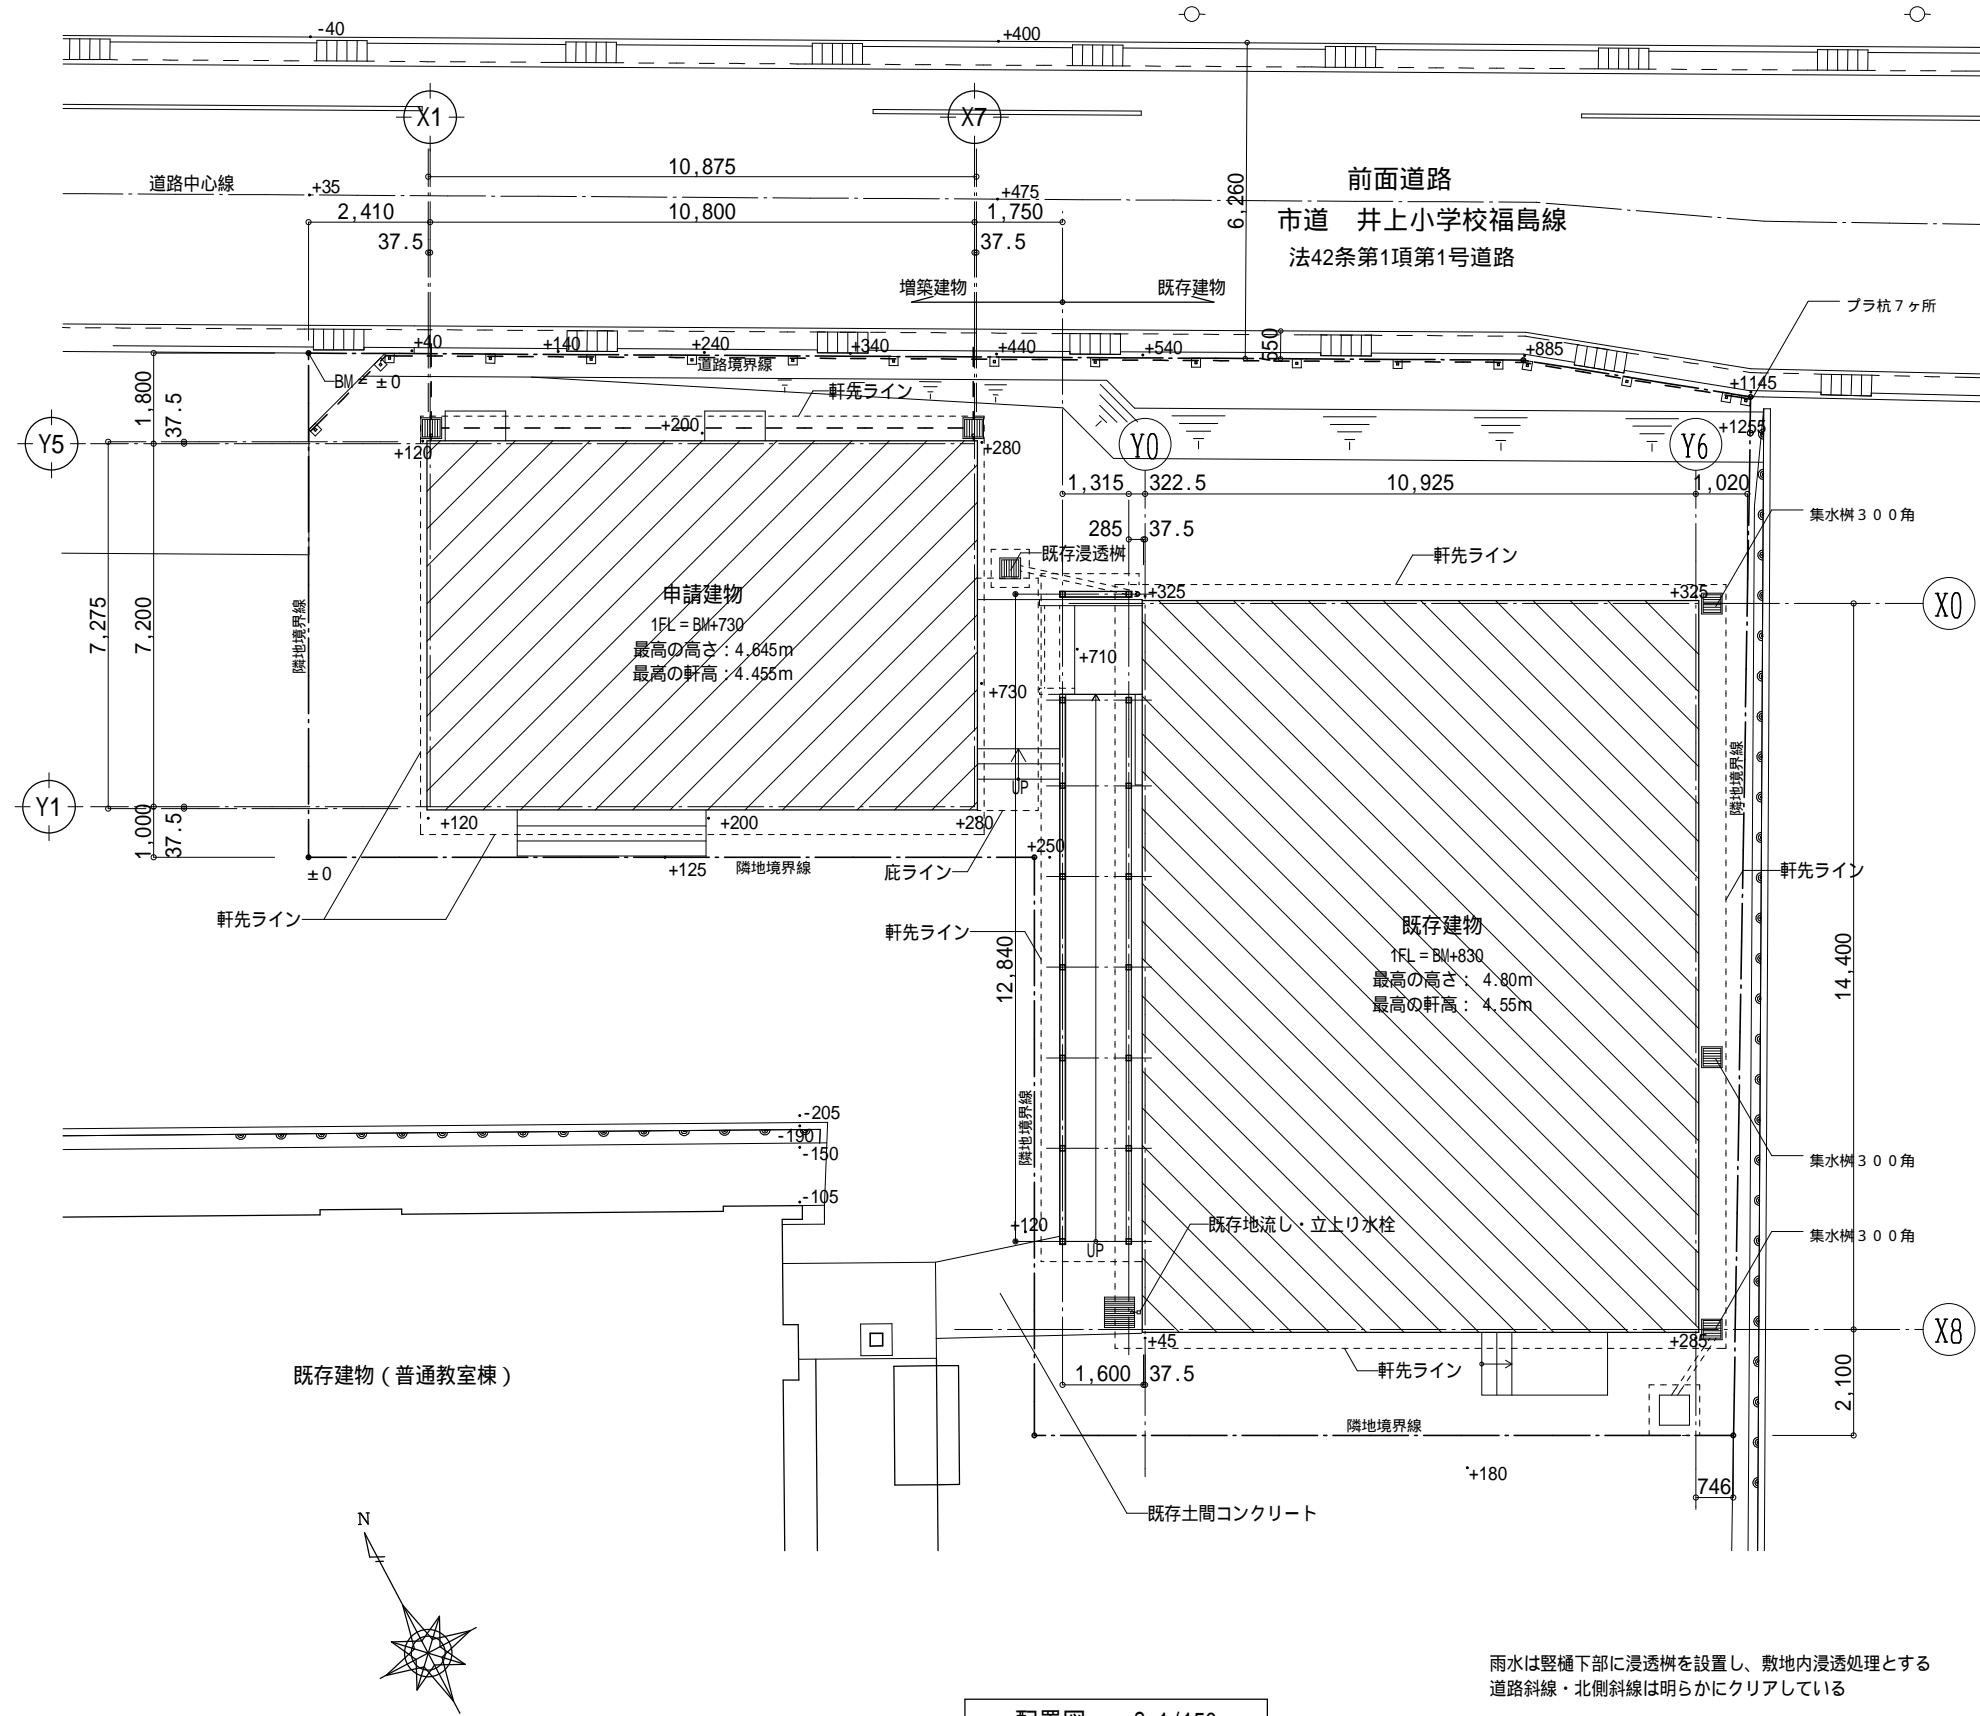 -40
+400
X1
X7
10,875
道路中心線
+35
+475
2,410
10,800
1,750
37.5
37.5
6,260
前面道路
市道　井上小学校福島線
法42条第1項第1号道路
増築建物
既存建物
プラ杭７ヶ所
550
+40
+140
+240
+340
+440
+540
+885
道路境界線
BM = ±0
+1145
軒先ライン
1,800
37.5
Y5
+200
+120
+280
Y0
Y6
+1255
1,315
322.5
10,925
1,020
285
37.5
集水桝３００角
既存浸透桝
軒先ライン
+325
+325
X0
申請建物
1FL = BM+730
最高の高さ：4.645m
最高の軒高：4.455m
隣地境界線
7,275
7,200
+710
+730
UP
隣地境界線
Y1
1,000
37.5
+120
+200
+280
±0
+125
隣地境界線
+250
庇ライン
軒先ライン
軒先ライン
軒先ライン
既存建物
1FL = BM+830
最高の高さ： 4.80m
最高の軒高： 4.55m
12,840
14,400
隣地境界線
-205
-190
-150
-105
集水桝３００角
+120
既存地流し・立上り水栓
集水桝３００角
UP
+45
+285
X8
既存建物（普通教室棟）
1,600
37.5
軒先ライン
2,100
隣地境界線
+180
746
既存土間コンクリート
N
雨水は竪樋下部に浸透桝を設置し、敷地内浸透処理とする
道路斜線・北側斜線は明らかにクリアしている